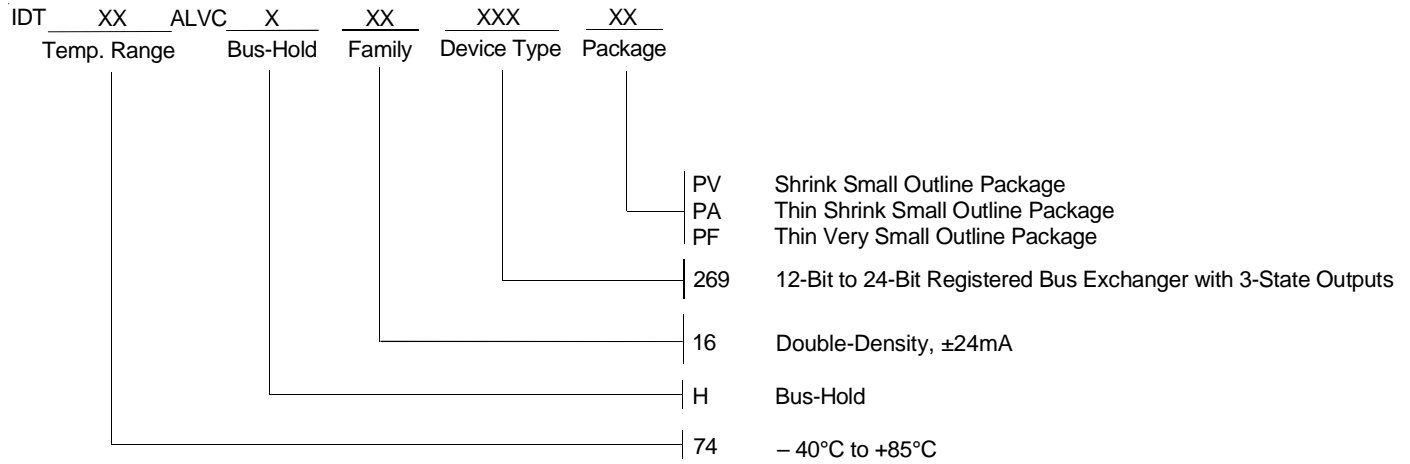 IDT XX ALVC X XX XXX XX
Temp. Range Bus-Hold Family Device Type Package
PV Shrink Small Outline Package
PA Thin Shrink Small Outline Package
PF Thin Very Small Outline Package
269 12-Bit to 24-Bit Registered Bus Exchanger with 3-State Outputs
16 Double-Density, ±24mA
H Bus-Hold
74 – 40°C to +85°C